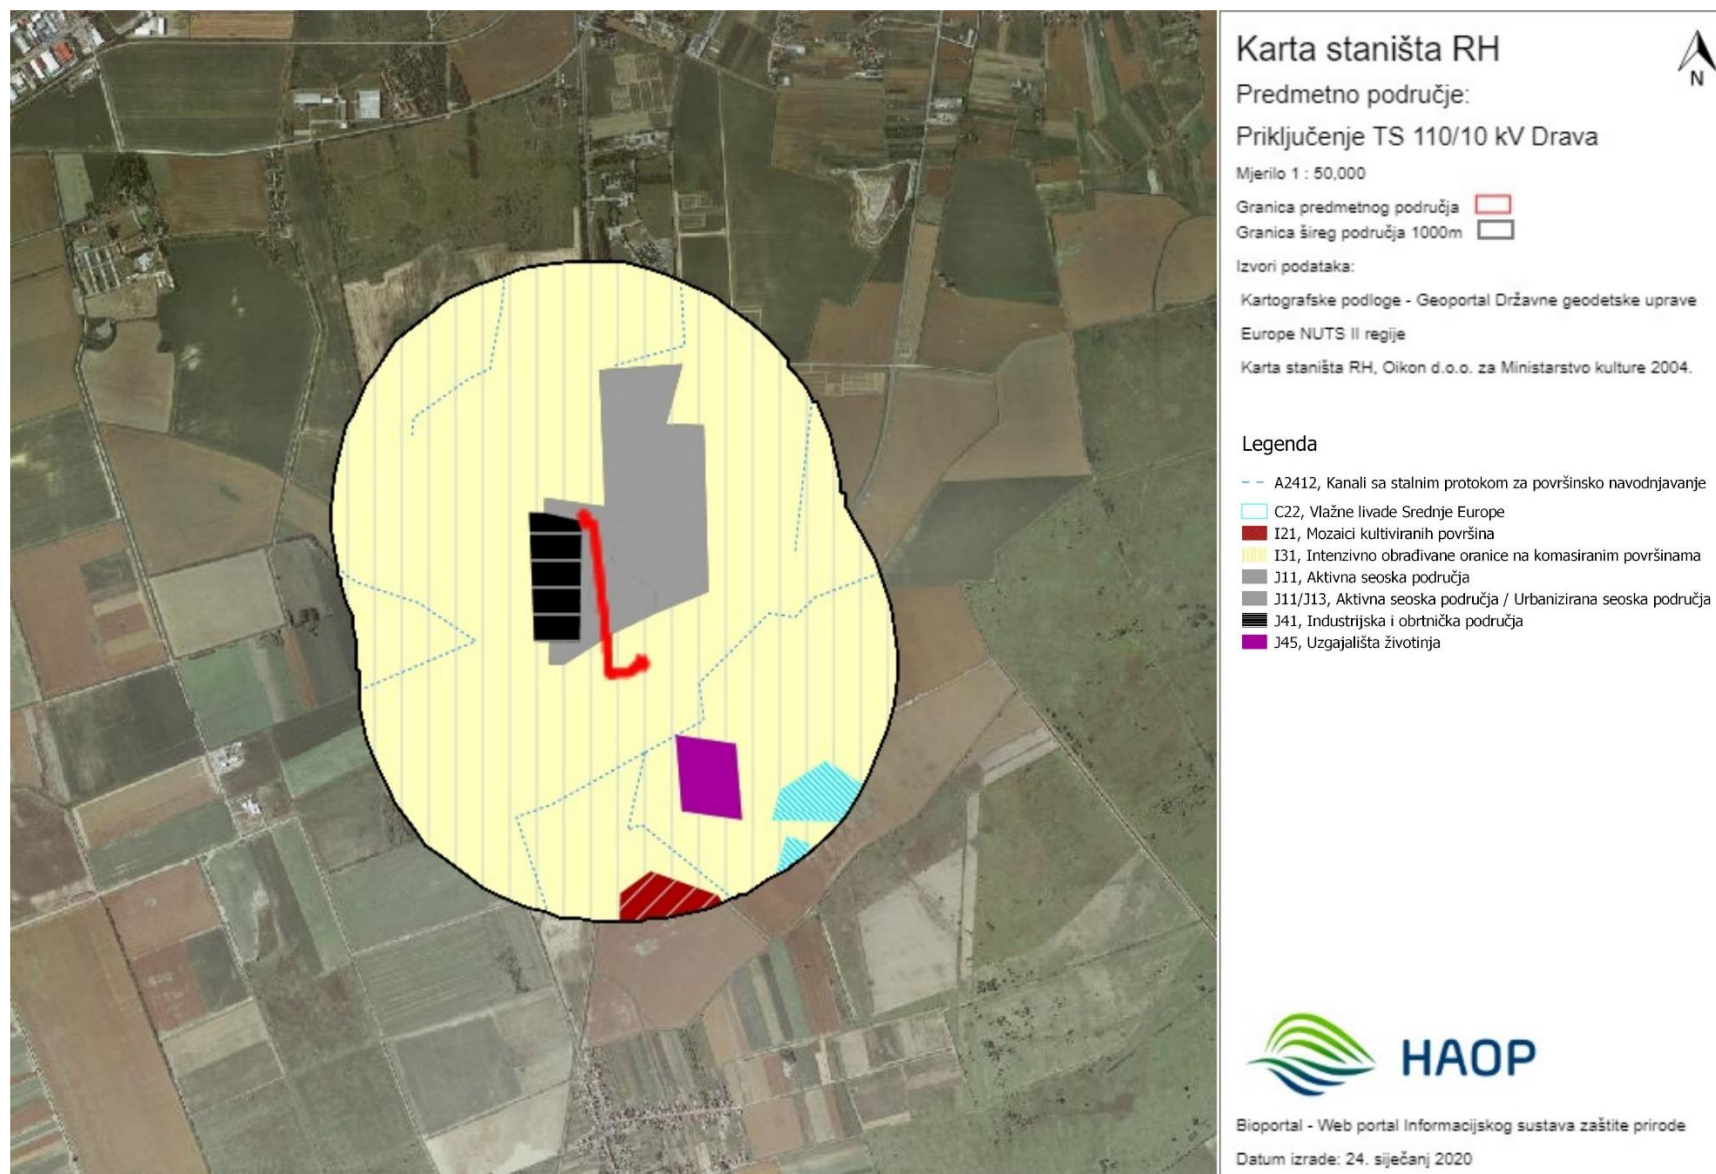 Karta staništa RH
N
Predmetno područje:
Priključenje TS 110/10 kV Drava
Mjerilo 1 : 50,000
Granica predmetnog područja
Granica šireg područja 1000m
Izvori podataka:
Kartografske podloge - Geoportal Državne geodetske uprave
Europe NUTS II regije
Karta staništa RH, Oikon d.o.o. za Ministarstvo kulture 2004.
Legenda
A2412, Kanali sa stalnim protokom za površinsko navodnjavanje
C22, Vlažne livade Srednje Europe
I21, Mozaici kultiviranih površina
I31, Intenzivno obrađivane oranice na komasiranim površinama
J11, Aktivna seoska područja
J11/J13, Aktivna seoska područja / Urbanizirana seoska područja
J41, Industrijska i obrtnička područja
J45, Uzgajališta životinja
HAOP
Bioportal - Web portal Informacijskog sustava zaštite prirode
Datum izrade: 24. siječanj 2020